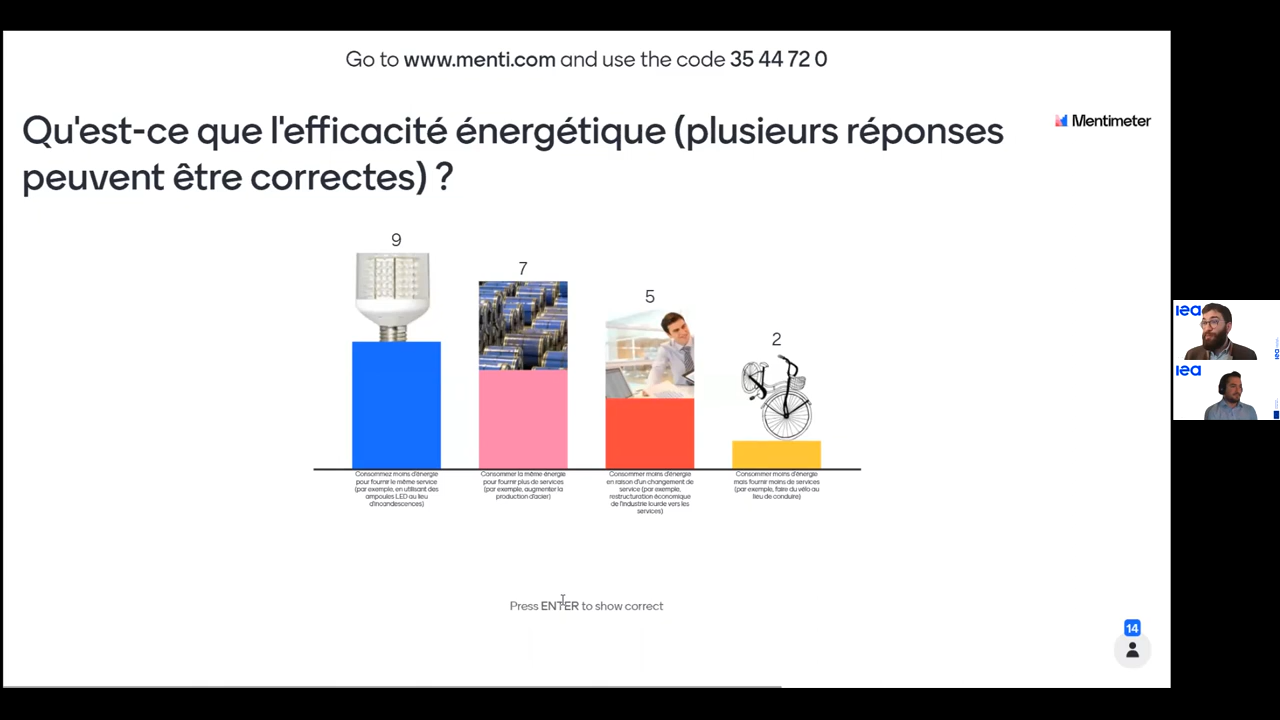 Go to www.menti.com and use the code 35 44 72 0
Qu'est-ce que l'efficacité énergétique (plusieurs réponses
peuvent être correctes) ?
Mentimeter
9
7
5
2
Consommez moins d'énergie
pour fournir le même service
(par exemple, en utilisant des
ampoules LED au lieu
d'incandescences)
Consommer la même énergie
pour fournir plus de services
(par exemple, augmenter la
production d'acier)
Consommer moins d'énergie
en raison d'un changement de
service (par exemple,
restructuration économique
de l'industrie lourde vers les
services)
Consommer moins d'énergie
mais fournir moins de services
(par exemple, faire du vélo au
lieu de conduire)
Press ENTER to show correct
14
iea
iea